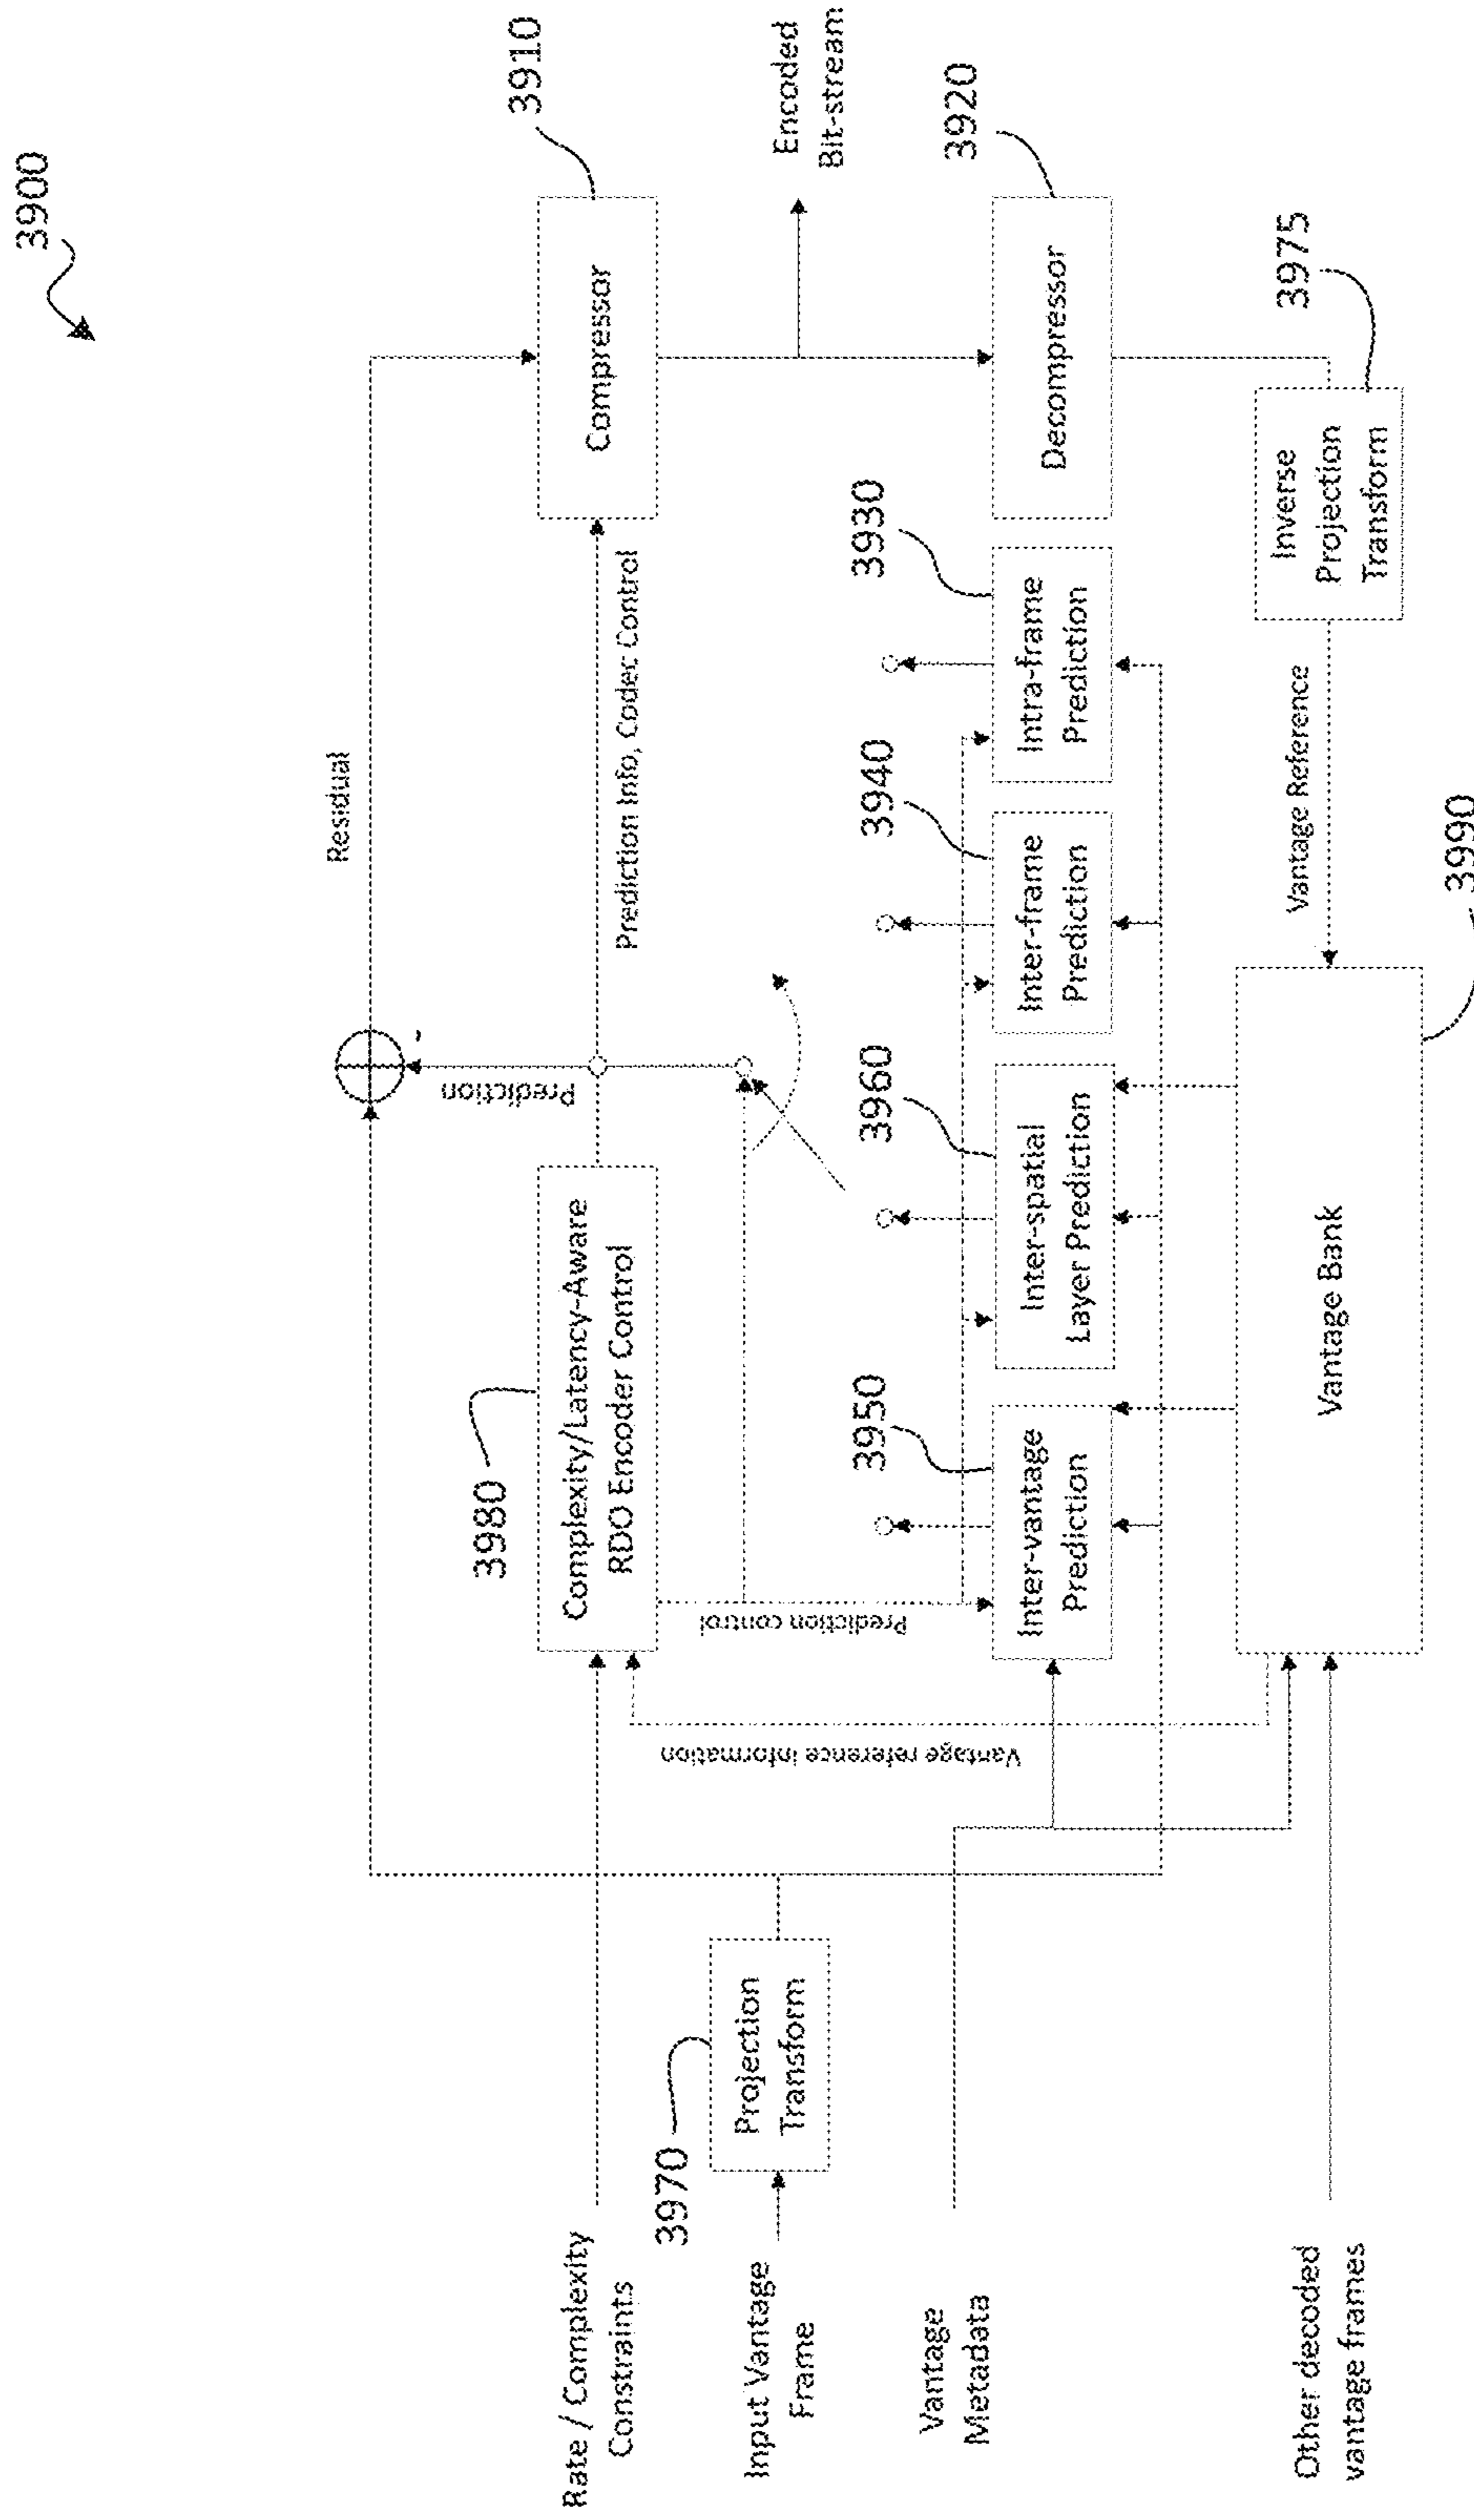 3900
Residual
3910
Compressor
Encoded
Bit-stream
Prediction
Prediction Info, Codec Control
3980
Complexity/Latency-Aware
RDO Encoder Control
Rate / Complexity
Constraints
3970
Projection
Transform
Input Vantage
Frame
Prediction control
Vantage reference information
3950
Inter-vantage
Prediction
3960
Inter-spatial
Layer Prediction
3940
Inter-frame
Prediction
3930
Intra-frame
Prediction
3920
Decompressor
Vantage
Metadata
3975
Inverse
Projection
Transform
Vantage Reference
3990
Vantage Bank
Other decoded
vantage frames